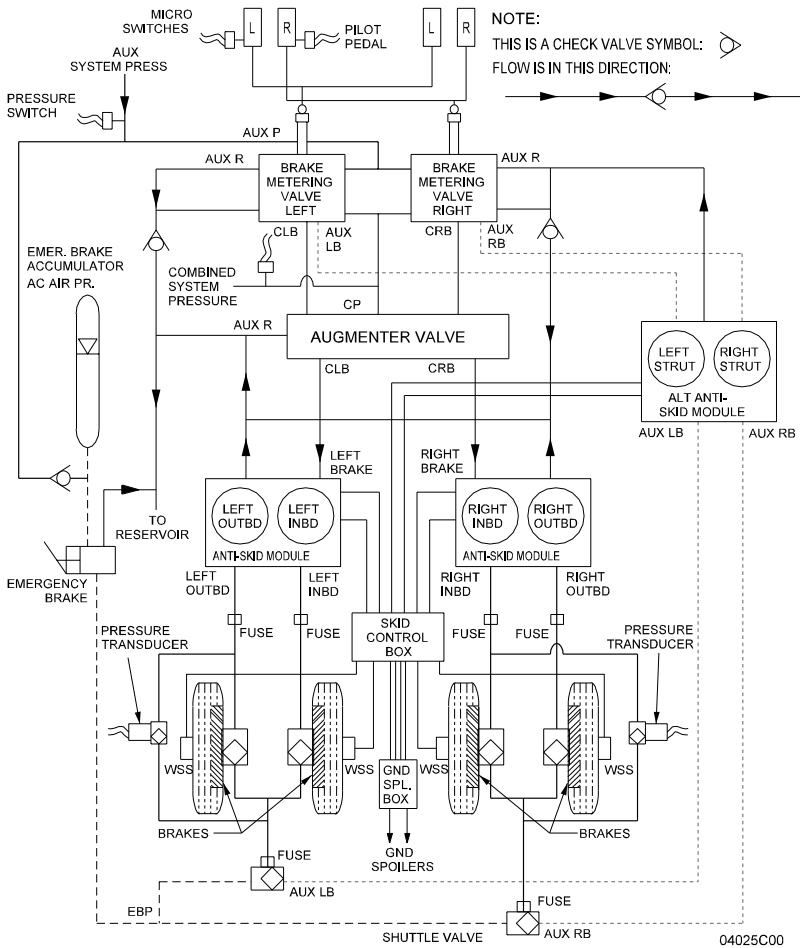 MICRO
SWITCHES
L
R
PILOT
PEDAL
L
R
NOTE:
THIS IS A CHECK VALVE SYMBOL:
FLOW IS IN THIS DIRECTION:
AUX
SYSTEM PRESS
PRESSURE
SWITCH
AUX P
AUX R
BRAKE
METERING
VALVE
LEFT
BRAKE
METERING
VALVE
RIGHT
AUX R
CLB
AUX
LB
CRB
AUX
RB
EMER. BRAKE
ACCUMULATOR
AC AIR PR.
COMBINED
SYSTEM
PRESSURE
CP
AUX R
AUGMENTER VALVE
CLB
CRB
LEFT
STRUT
RIGHT
STRUT
ALT ANTI-
SKID MODULE
AUX LB
AUX RB
LEFT
BRAKE
RIGHT
BRAKE
LEFT
OUTBD
LEFT
INBD
ANTI-SKID MODULE
RIGHT
INBD
RIGHT
OUTBD
ANTI-SKID MODULE
TO
RESERVOIR
EMERGENCY
BRAKE
LEFT
OUTBD
LEFT
INBD
RIGHT
INBD
RIGHT
OUTBD
FUSE
FUSE
SKID
CONTROL
BOX
FUSE
FUSE
PRESSURE
TRANSDUCER
PRESSURE
TRANSDUCER
WSS
WSS
GND
SPL.
BOX
WSS
WSS
BRAKES
BRAKES
GND
SPOILERS
FUSE
AUX LB
EBP
FUSE
SHUTTLE VALVE
AUX RB
04025C00